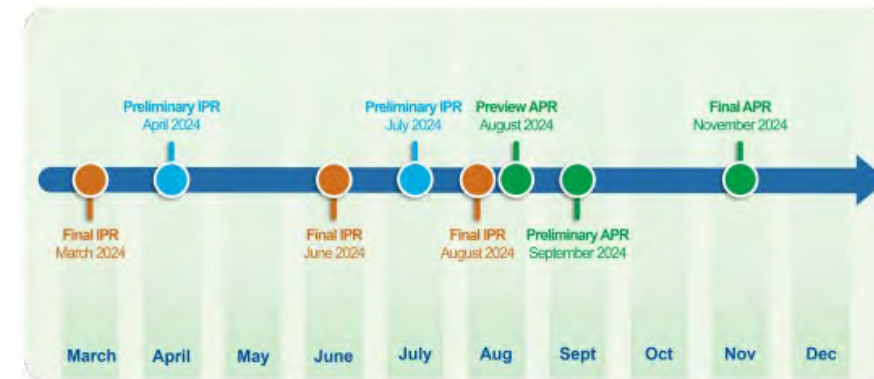 Preliminary IPR
April 2024
Preliminary IPR
July 2024
Preview APR
August 2024
Final APR
November 2024
Final IPR
March 2024
Final IPR
June 2024
Final IPR
August 2024
Preliminary APR
September 2024
March April May June July Aug Sept Oct Nov Dec